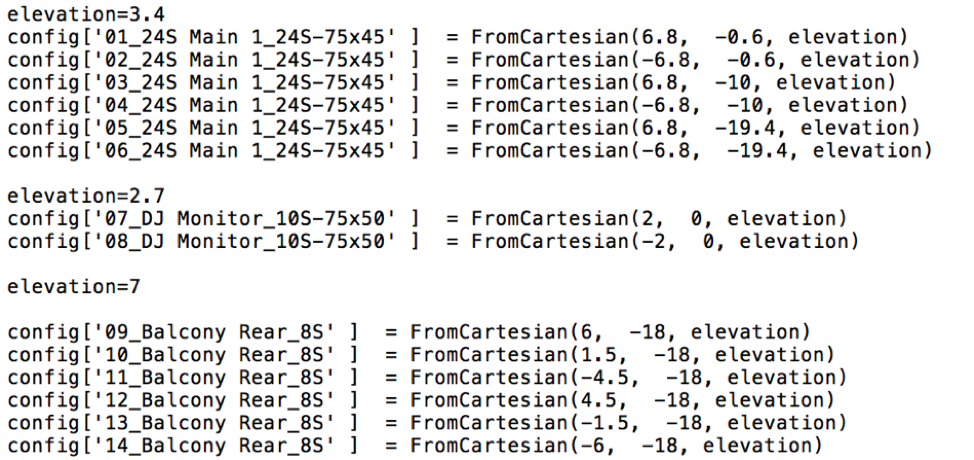 elevation=3.4
config['01_24S Main 1_24S-75x45' ]  = FromCartesian(6.8,  -0.6, elevation)
config['02_24S Main 1_24S-75x45' ]  = FromCartesian(-6.8,  -0.6, elevation)
config['03_24S Main 1_24S-75x45' ]  = FromCartesian(6.8,  -10, elevation)
config['04_24S Main 1_24S-75x45' ]  = FromCartesian(-6.8,  -10, elevation)
config['05_24S Main 1_24S-75x45' ]  = FromCartesian(6.8,  -19.4, elevation)
config['06_24S Main 1_24S-75x45' ]  = FromCartesian(-6.8,  -19.4, elevation)
elevation=2.7
config['07_DJ Monitor_10S-75x50' ]  = FromCartesian(2,  0, elevation)
config['08_DJ Monitor_10S-75x50' ]  = FromCartesian(-2,  0, elevation)
elevation=7
config['09_Balcony Rear_8S' ]  = FromCartesian(6,  -18, elevation)
config['10_Balcony Rear_8S' ]  = FromCartesian(1.5,  -18, elevation)
config['11_Balcony Rear_8S' ]  = FromCartesian(-4.5,  -18, elevation)
config['12_Balcony Rear_8S' ]  = FromCartesian(4.5,  -18, elevation)
config['13_Balcony Rear_8S' ]  = FromCartesian(-1.5,  -18, elevation)
config['14_Balcony Rear_8S' ]  = FromCartesian(-6,  -18, elevation)